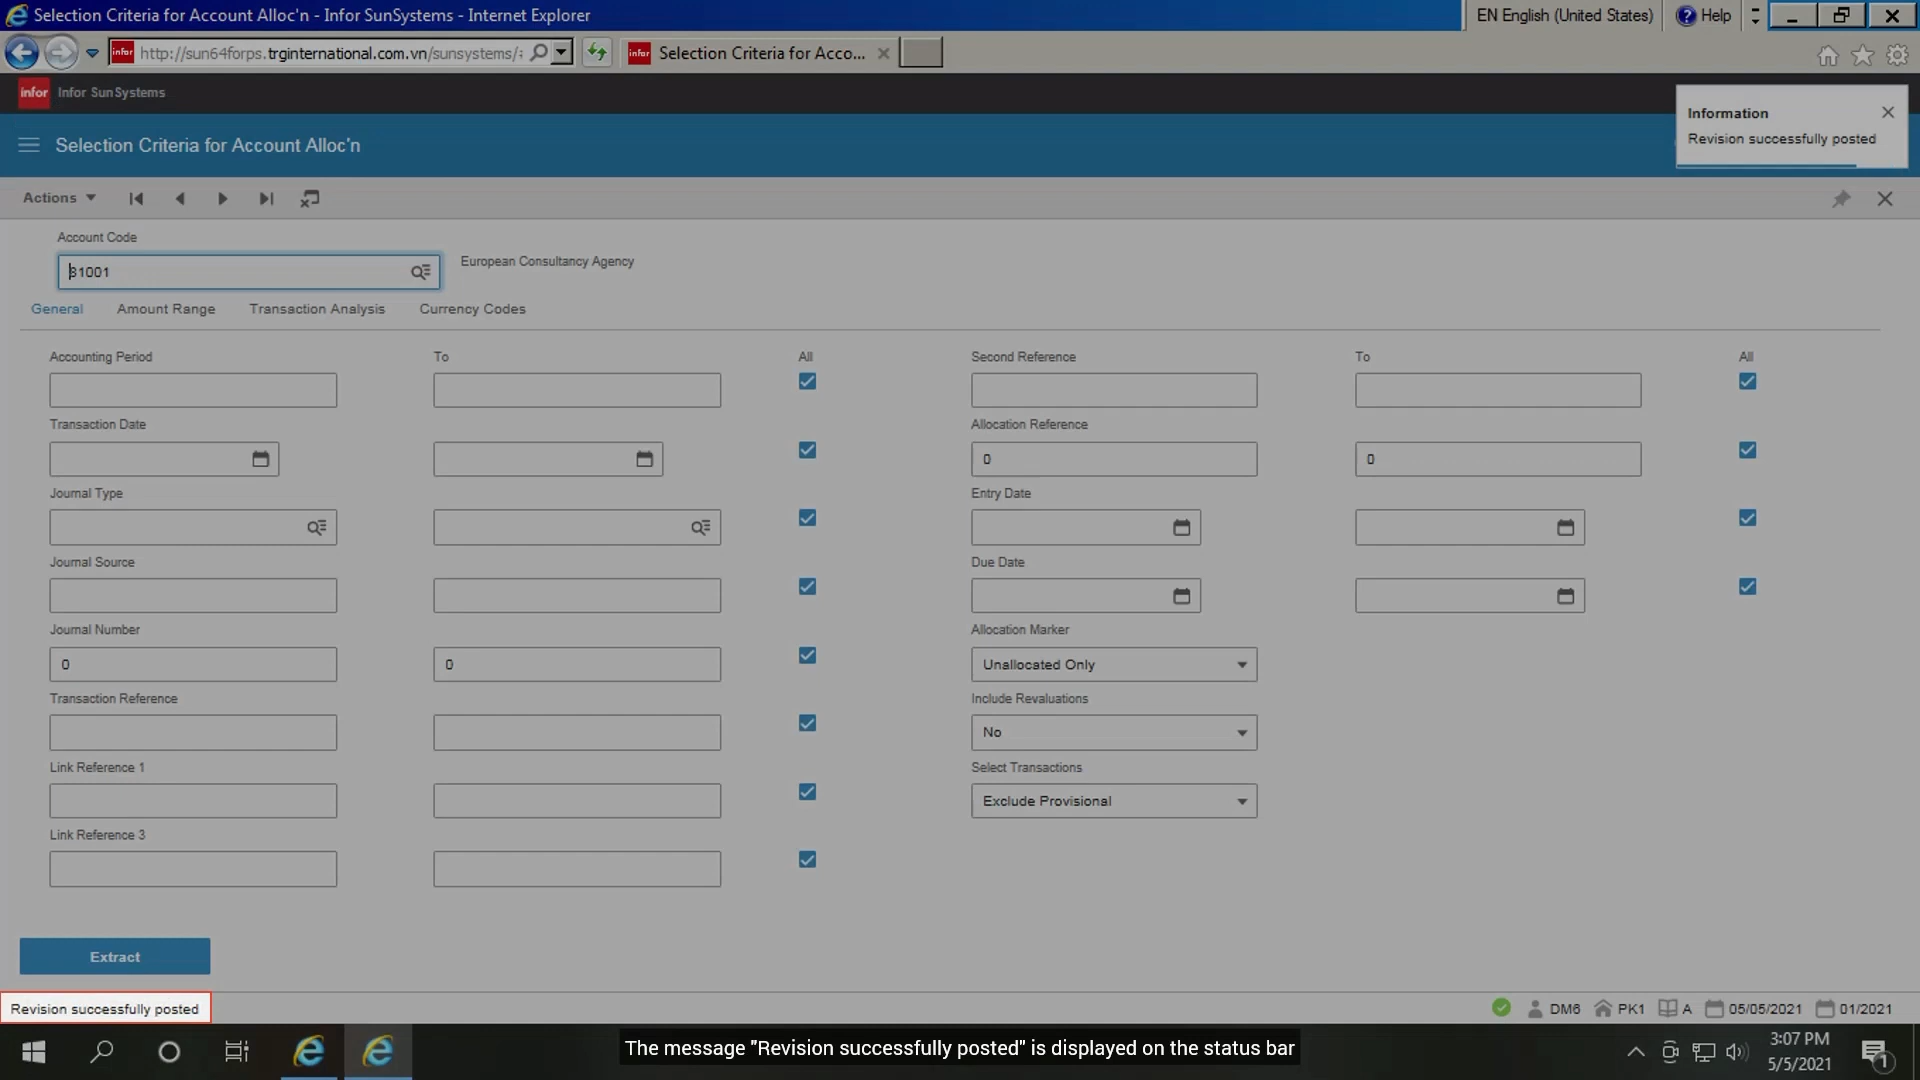 Selection Criteria for Account Alloc'n - Infor SunSystems - Internet Explorer
EN English (United States)
Help
infor
http://sun64forps.trginternational.com.vn/sunsystems/
infor
Selection Criteria for Acco...
infor
Infor SunSystems
Information
Revision successfully posted
Selection Criteria for Account Alloc'n
Actions
Account Code
31001
European Consultancy Agency
General
Amount Range
Transaction Analysis
Currency Codes
Accounting Period
To
All
Second Reference
To
All
Transaction Date
Allocation Reference
0
0
Journal Type
Entry Date
Journal Source
Due Date
Journal Number
Allocation Marker
0
0
Unallocated Only
Transaction Reference
Include Revaluations
No
Link Reference 1
Select Transactions
Exclude Provisional
Link Reference 3
Extract
Revision successfully posted
DM6
PK1
A
05/05/2021
01/2021
The message "Revision successfully posted" is displayed on the status bar
3:07 PM
5/5/2021
1